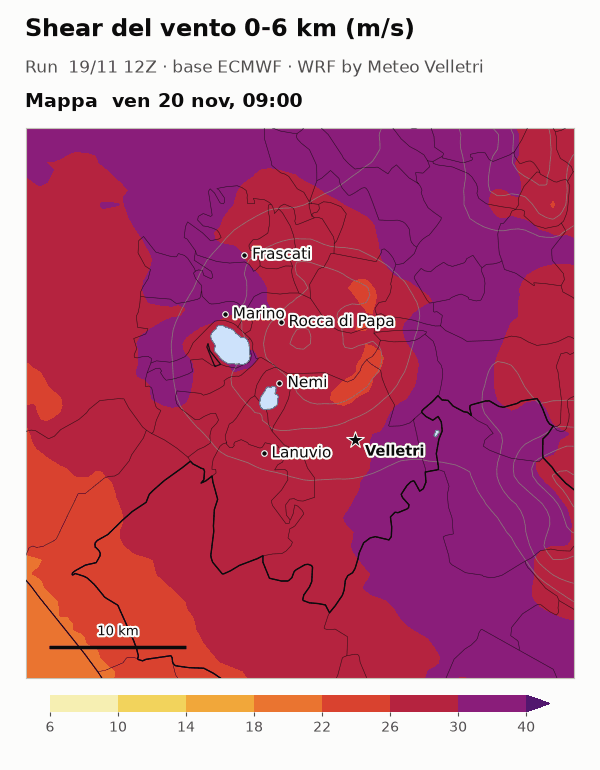 Shear del vento 0-6 km (m/s)
Run  19/11 12Z · base ECMWF · WRF by Meteo Velletri
Mappa  ven 20 nov, 09:00
Frascati
Marino
Rocca di Papa
Nemi
Velletri
Lanuvio
10 km
6 10 14 18 22 26 30 40